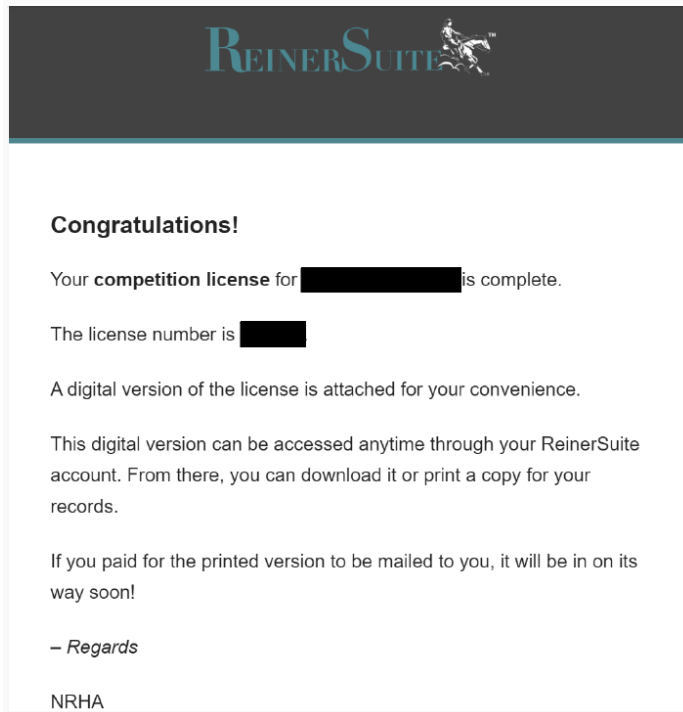 REINERSUITE™
Congratulations!
Your competition license for is complete.
The license number is
A digital version of the license is attached for your convenience.
This digital version can be accessed anytime through your ReinerSuite
account. From there, you can download it or print a copy for your
records.
If you paid for the printed version to be mailed to you, it will be in on its
way soon!
– Regards
NRHA